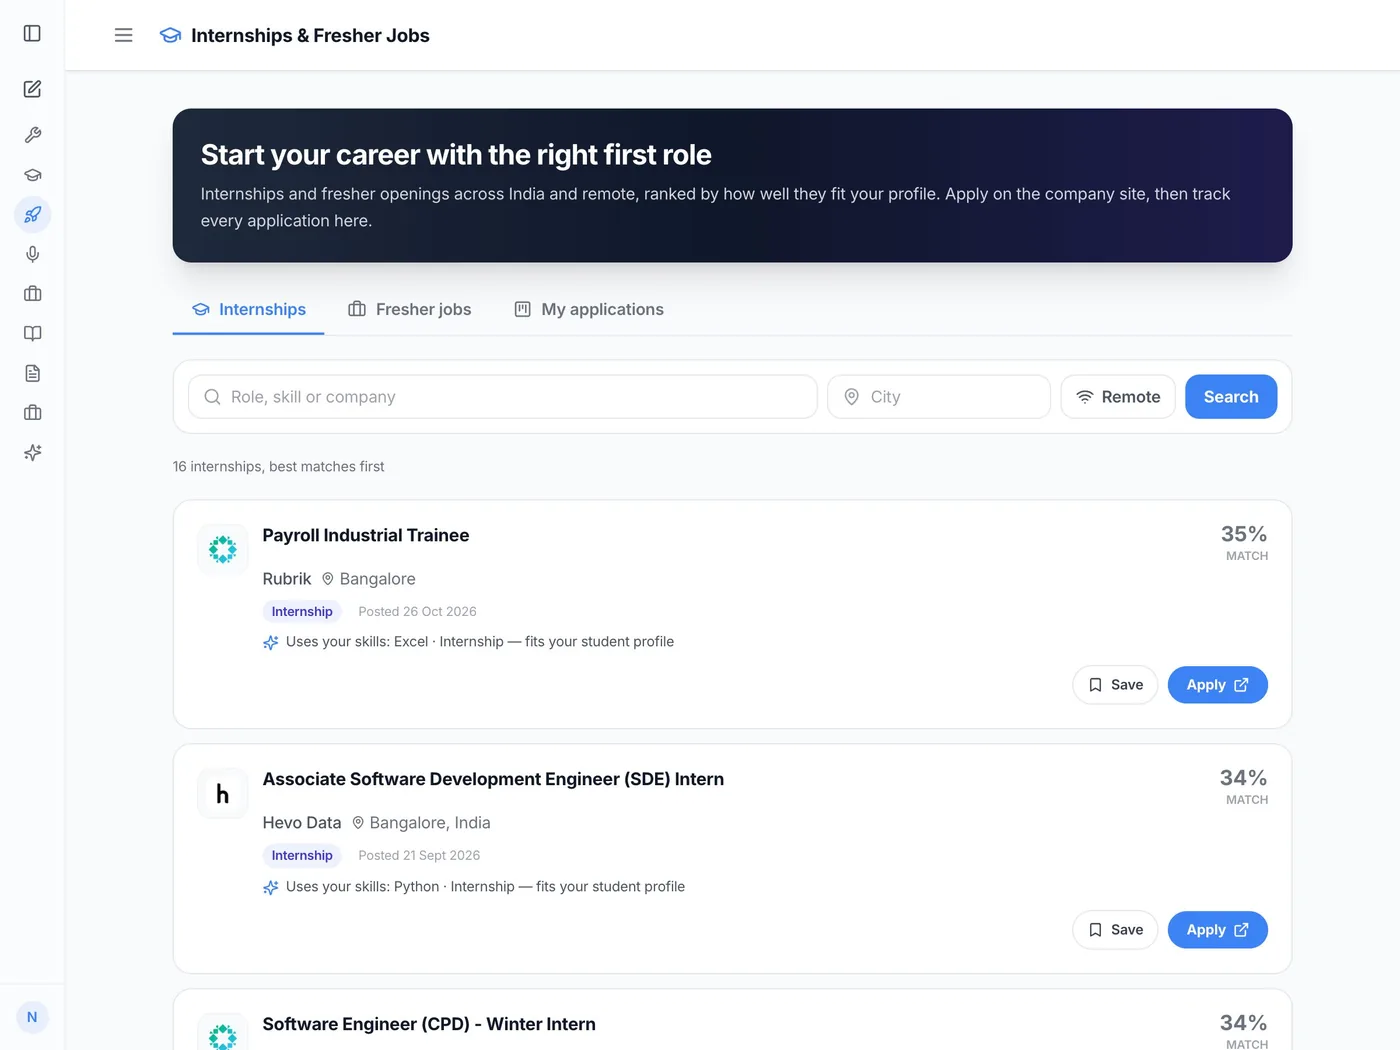 Internships & Fresher Jobs
Start your career with the right first role
Internships and fresher openings across India and remote, ranked by how well they fit your profile. Apply on the company site, then track
every application here.
Internships
Fresher jobs
My applications
Role, skill or company
City
Remote
Search
16 internships, best matches first
Payroll Industrial Trainee
35%
MATCH
Rubrik
Bangalore
Internship
Posted 26 Oct 2026
Uses your skills: Excel · Internship — fits your student profile
Save
Apply
h
Associate Software Development Engineer (SDE) Intern
34%
MATCH
Hevo Data
Bangalore, India
Internship
Posted 21 Sept 2026
Uses your skills: Python · Internship — fits your student profile
Save
Apply
Software Engineer (CPD) - Winter Intern
34%
MATCH
N